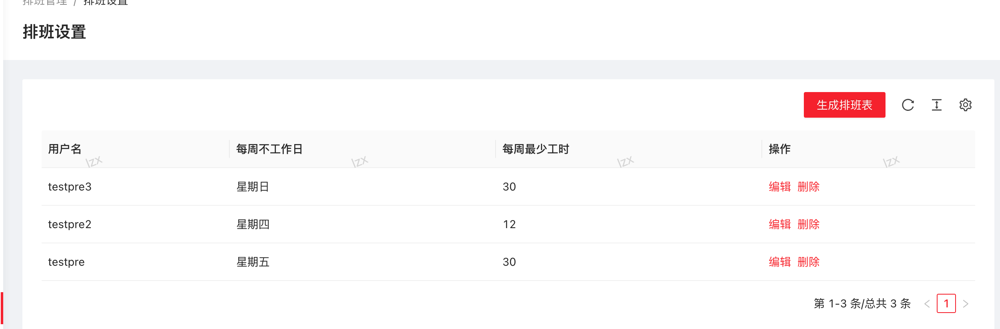 排班管理 / 排班设置
排班设置
生成排班表
用户名 每周不工作日 每周最少工时 操作
lzx lzx lzx lzx
testpre3 星期日 30 编辑 删除
testpre2 星期四 12 编辑 删除
testpre 星期五 30 编辑 删除
第 1-3 条/总共 3 条 1